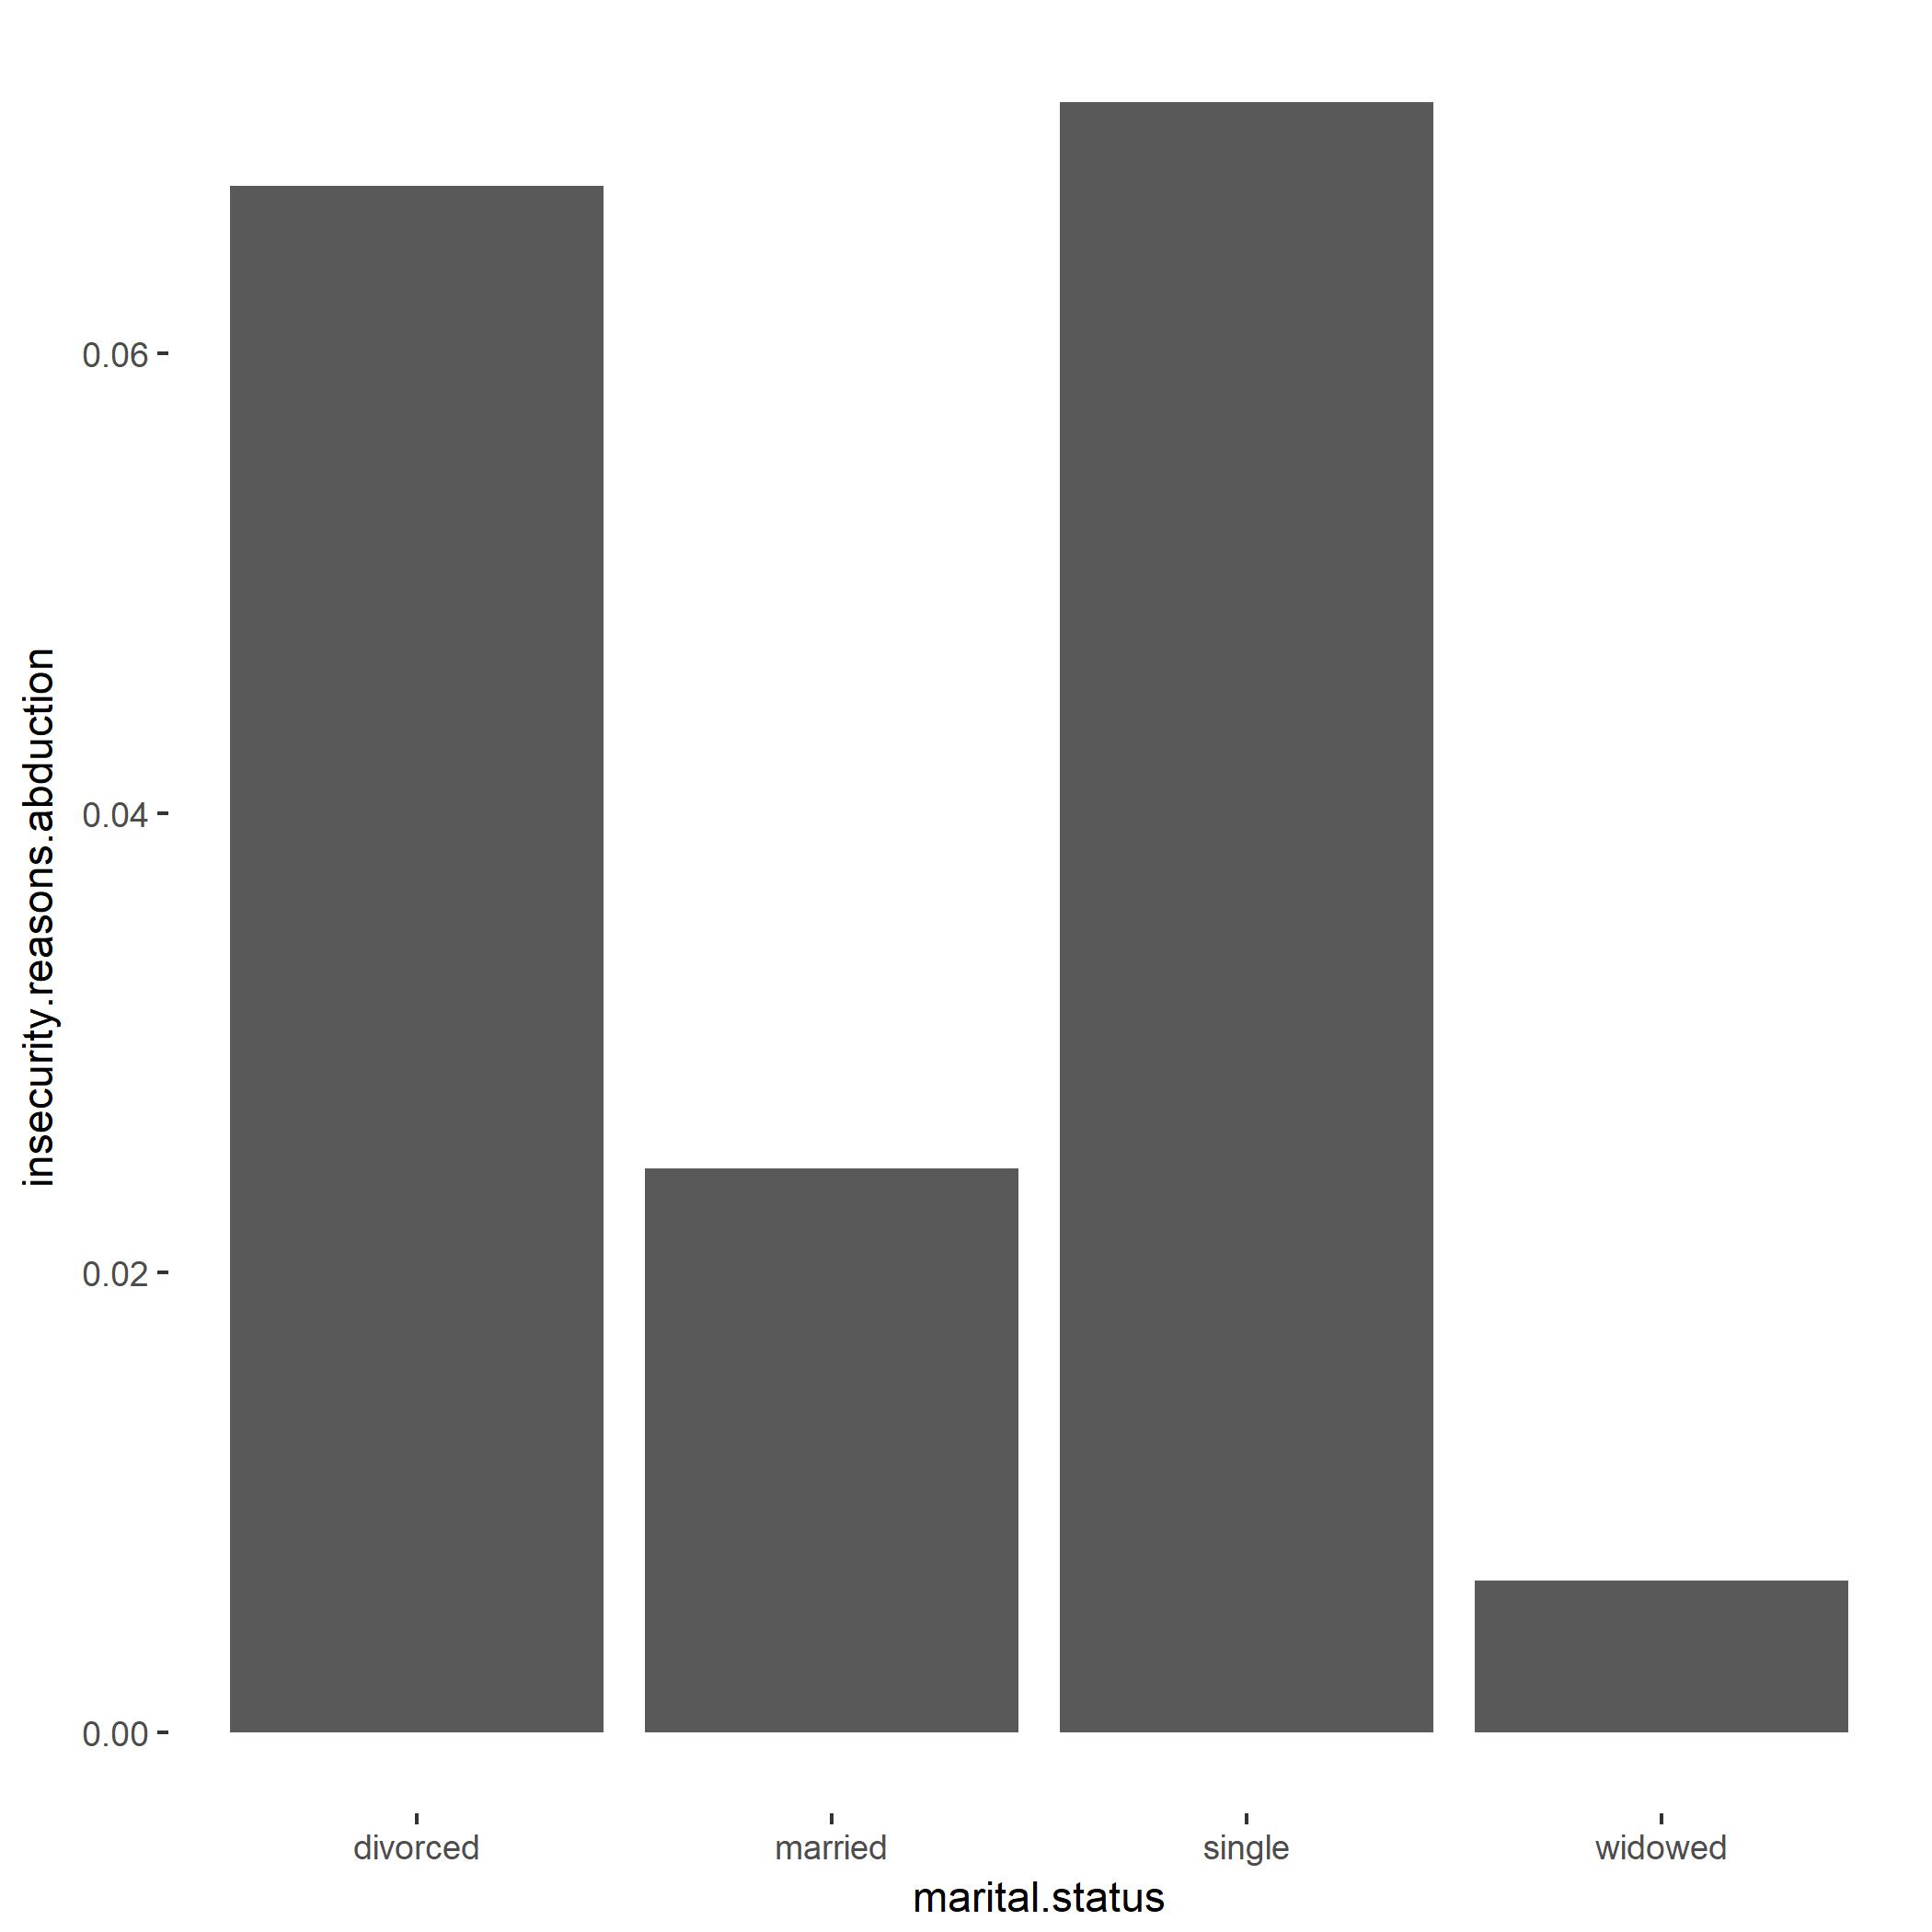 insecurity.reasons.abduction
0.06
0.04
0.02
0.00
divorced married single widowed
marital.status